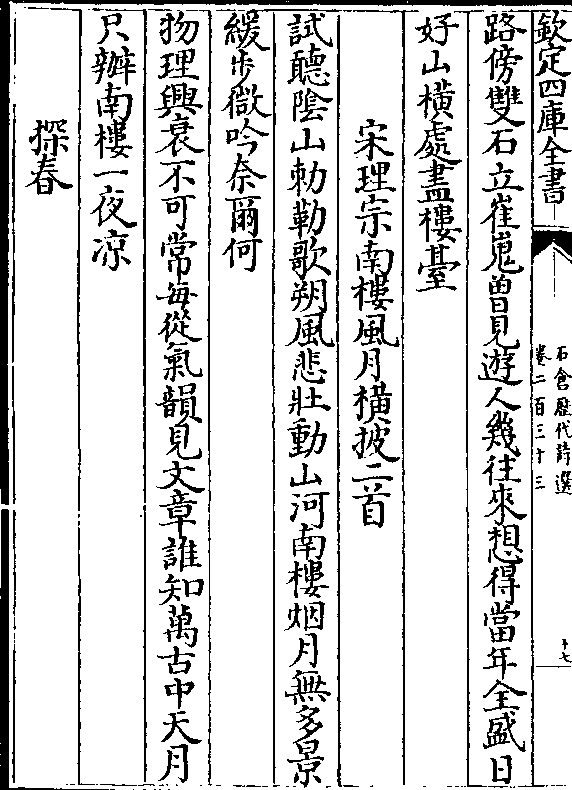 欽定四庫全書
石倉歷代詩選
卷二百三十三
十七
路傍雙石立崔嵬曽見遊人幾往來想得當年全盛日
好山橫處盡樓臺
宋理宗南樓風月橫披二首
試聽隂山勅勒歌朔風悲壯動山河南樓烟月無多景
緩步微吟奈爾何
物理興衰不可常每從氣韻見文章誰知萬古中天月
只辦南樓一夜凉
探春